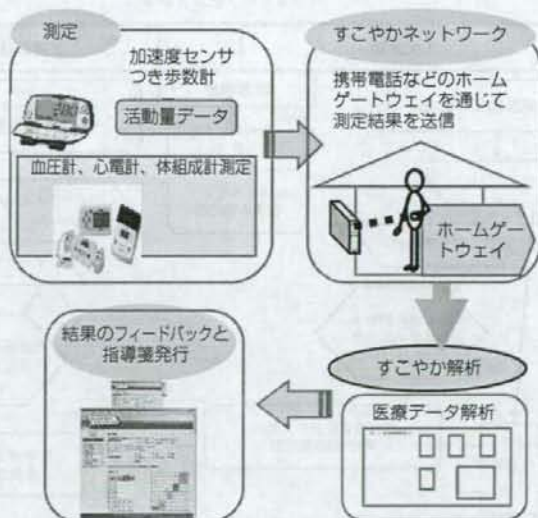 測定
加速度センサ
つき歩数計
活動量データ
血圧計、心電計、体組成計測定
すこやかネットワーク
携帯電話などのホーム
ゲートウェイを通じて
測定結果を送信
ホームゲー
トウェイ
すこやか解析
医療データ解析
結果のフィードバックと
指導箋発行